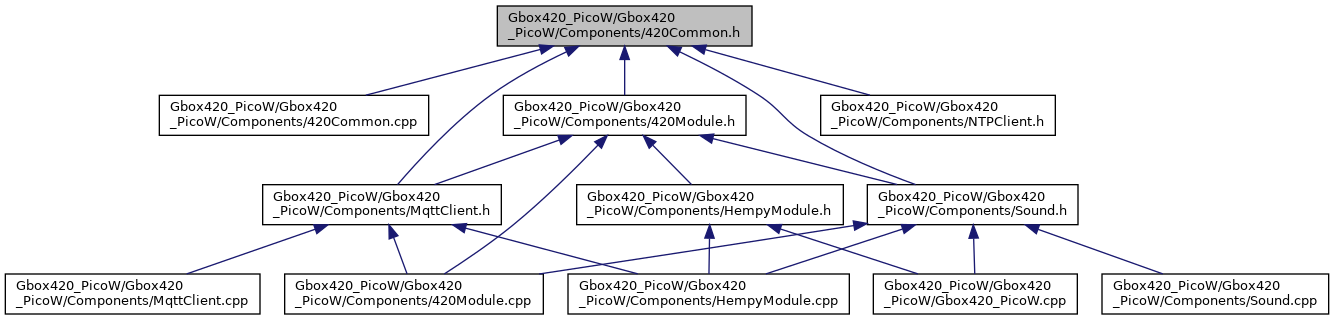 Gbox420_PicoW/Gbox420
_PicoW/Components/420Common.h
Gbox420_PicoW/Gbox420
_PicoW/Components/420Common.cpp
Gbox420_PicoW/Gbox420
_PicoW/Components/420Module.h
Gbox420_PicoW/Gbox420
_PicoW/Components/NTPClient.h
Gbox420_PicoW/Gbox420
_PicoW/Components/MqttClient.h
Gbox420_PicoW/Gbox420
_PicoW/Components/HempyModule.h
Gbox420_PicoW/Gbox420
_PicoW/Components/Sound.h
Gbox420_PicoW/Gbox420
_PicoW/Components/MqttClient.cpp
Gbox420_PicoW/Gbox420
_PicoW/Components/420Module.cpp
Gbox420_PicoW/Gbox420
_PicoW/Components/HempyModule.cpp
Gbox420_PicoW/Gbox420
_PicoW/Gbox420_PicoW.cpp
Gbox420_PicoW/Gbox420
_PicoW/Components/Sound.cpp